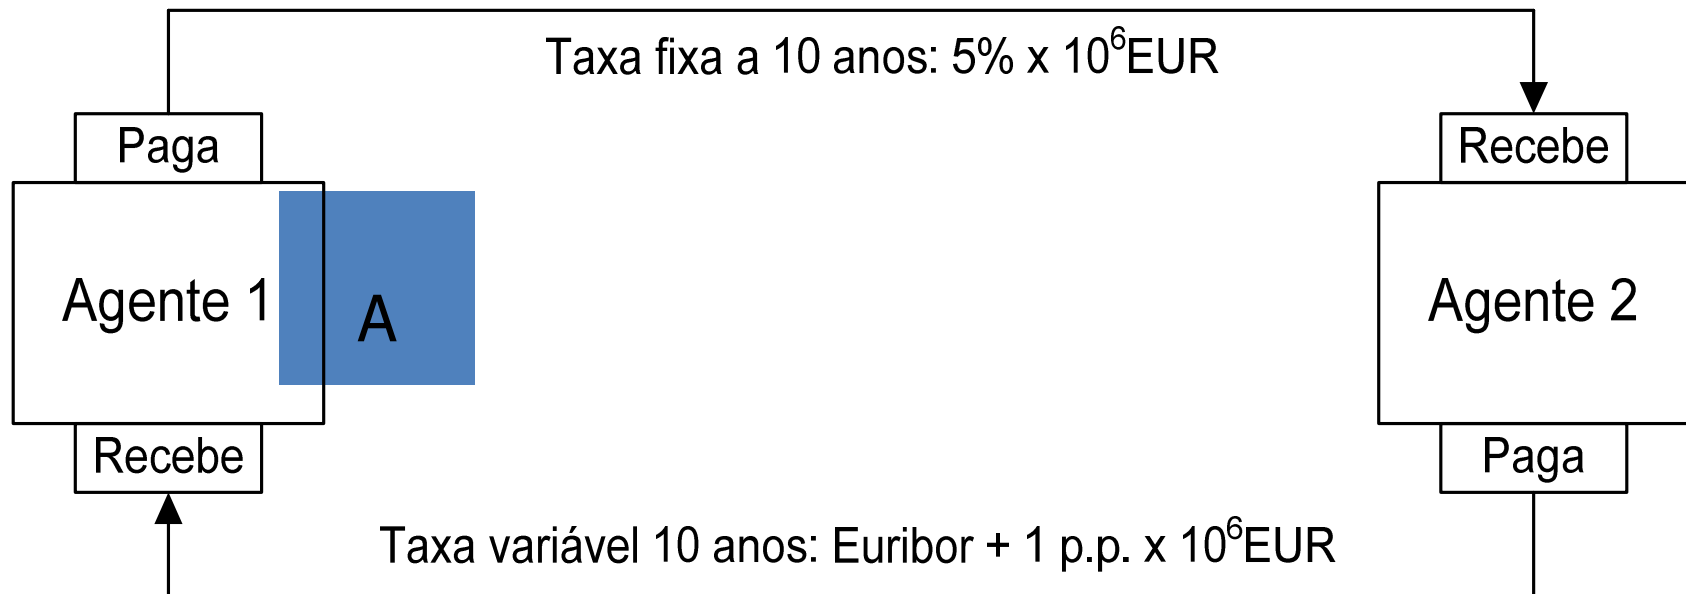 Taxa fixa a 10 anos: 5% x 10⁶EUR
Paga
Recebe
Agente 1
A
Agente 2
Recebe
Paga
Taxa variável 10 anos: Euribor + 1 p.p. x 10⁶EUR